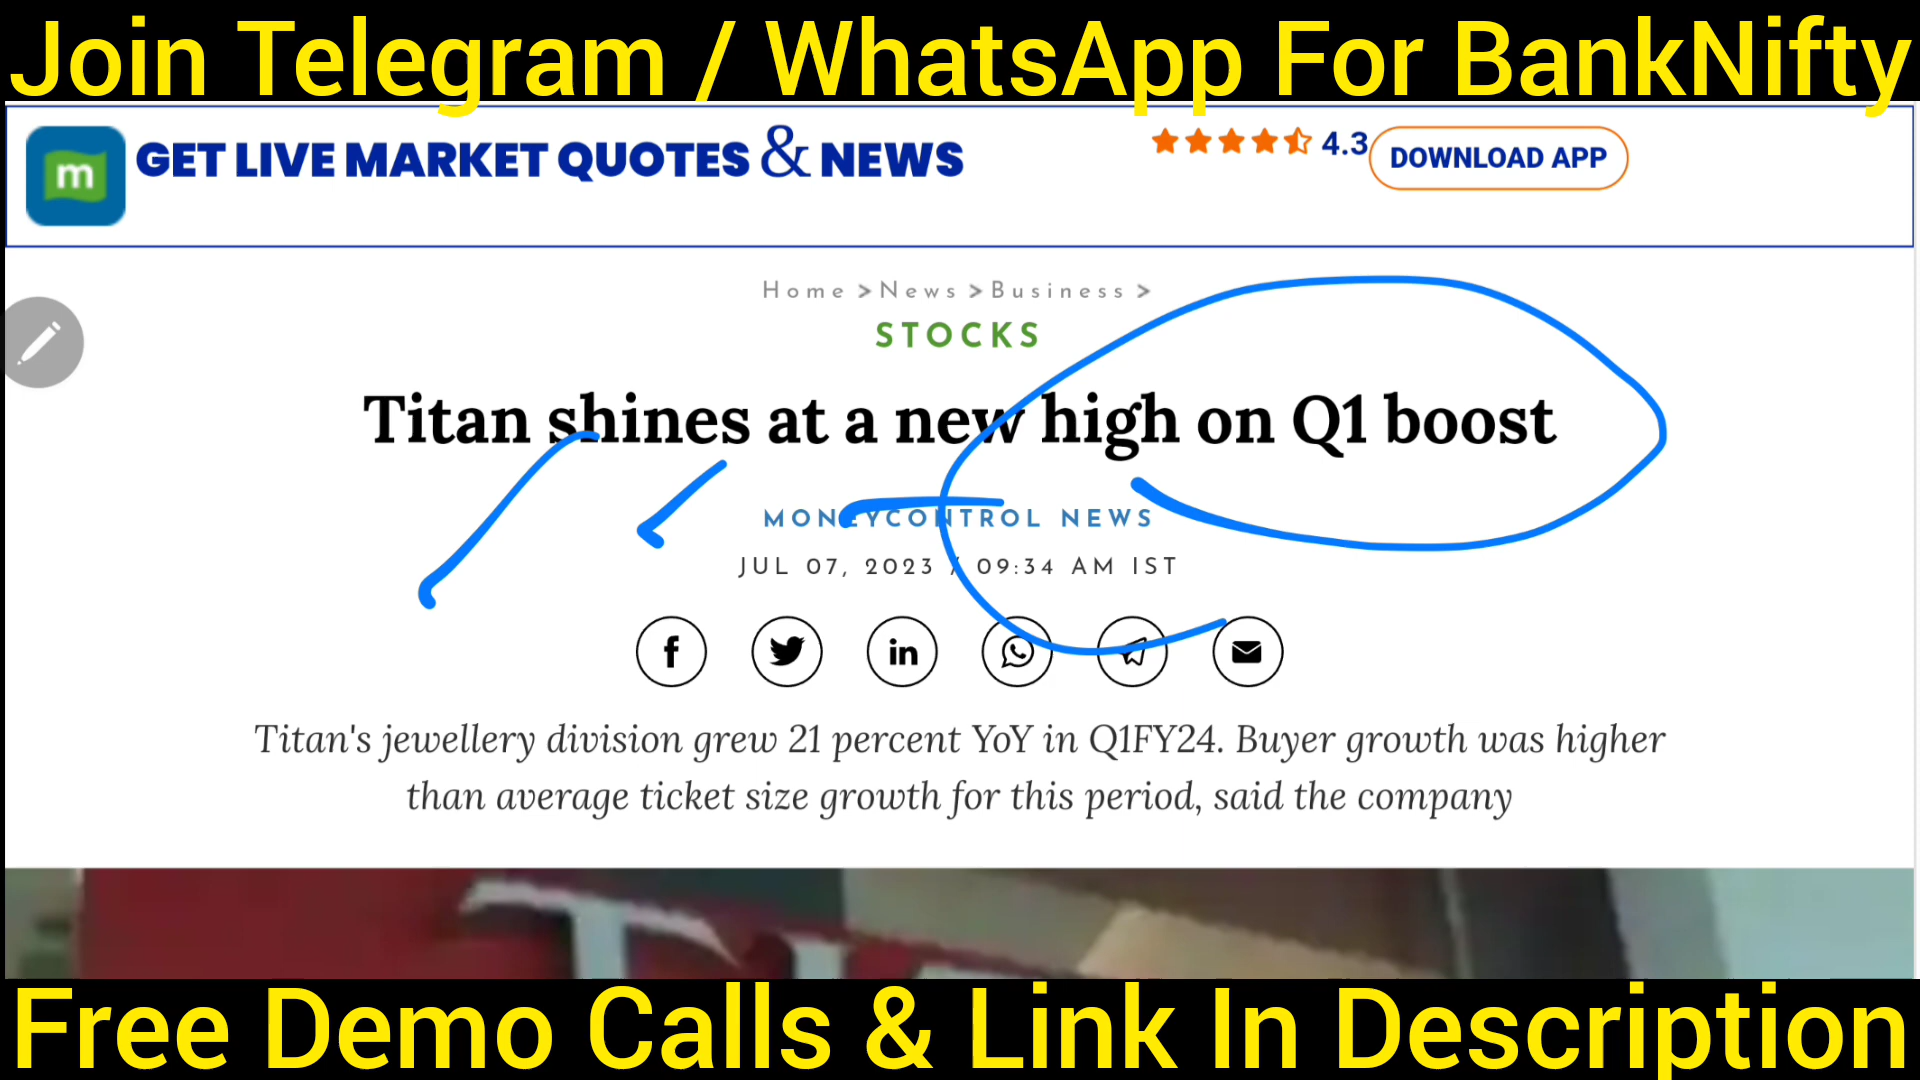 Join Telegram / WhatsApp For BankNifty
m
GET LIVE MARKET QUOTES & NEWS
4.3
DOWNLOAD APP
Home > News > Business >
STOCKS
Titan shines at a new high on Q1 boost
MONEYCONTROL NEWS
JUL 07, 2023 / 09:34 AM IST
f
in
Titan's jewellery division grew 21 percent YoY in Q1FY24. Buyer growth was higher
than average ticket size growth for this period, said the company
Free Demo Calls & Link In Description